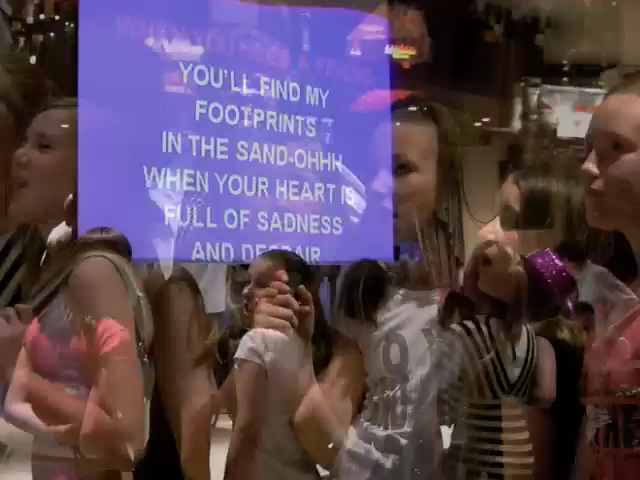 YOU'LL FIND MY
FOOTPRINTS
IN THE SAND-OHHH
WHEN YOUR HEART IS
FULL OF SADNESS
AND DESPAIR